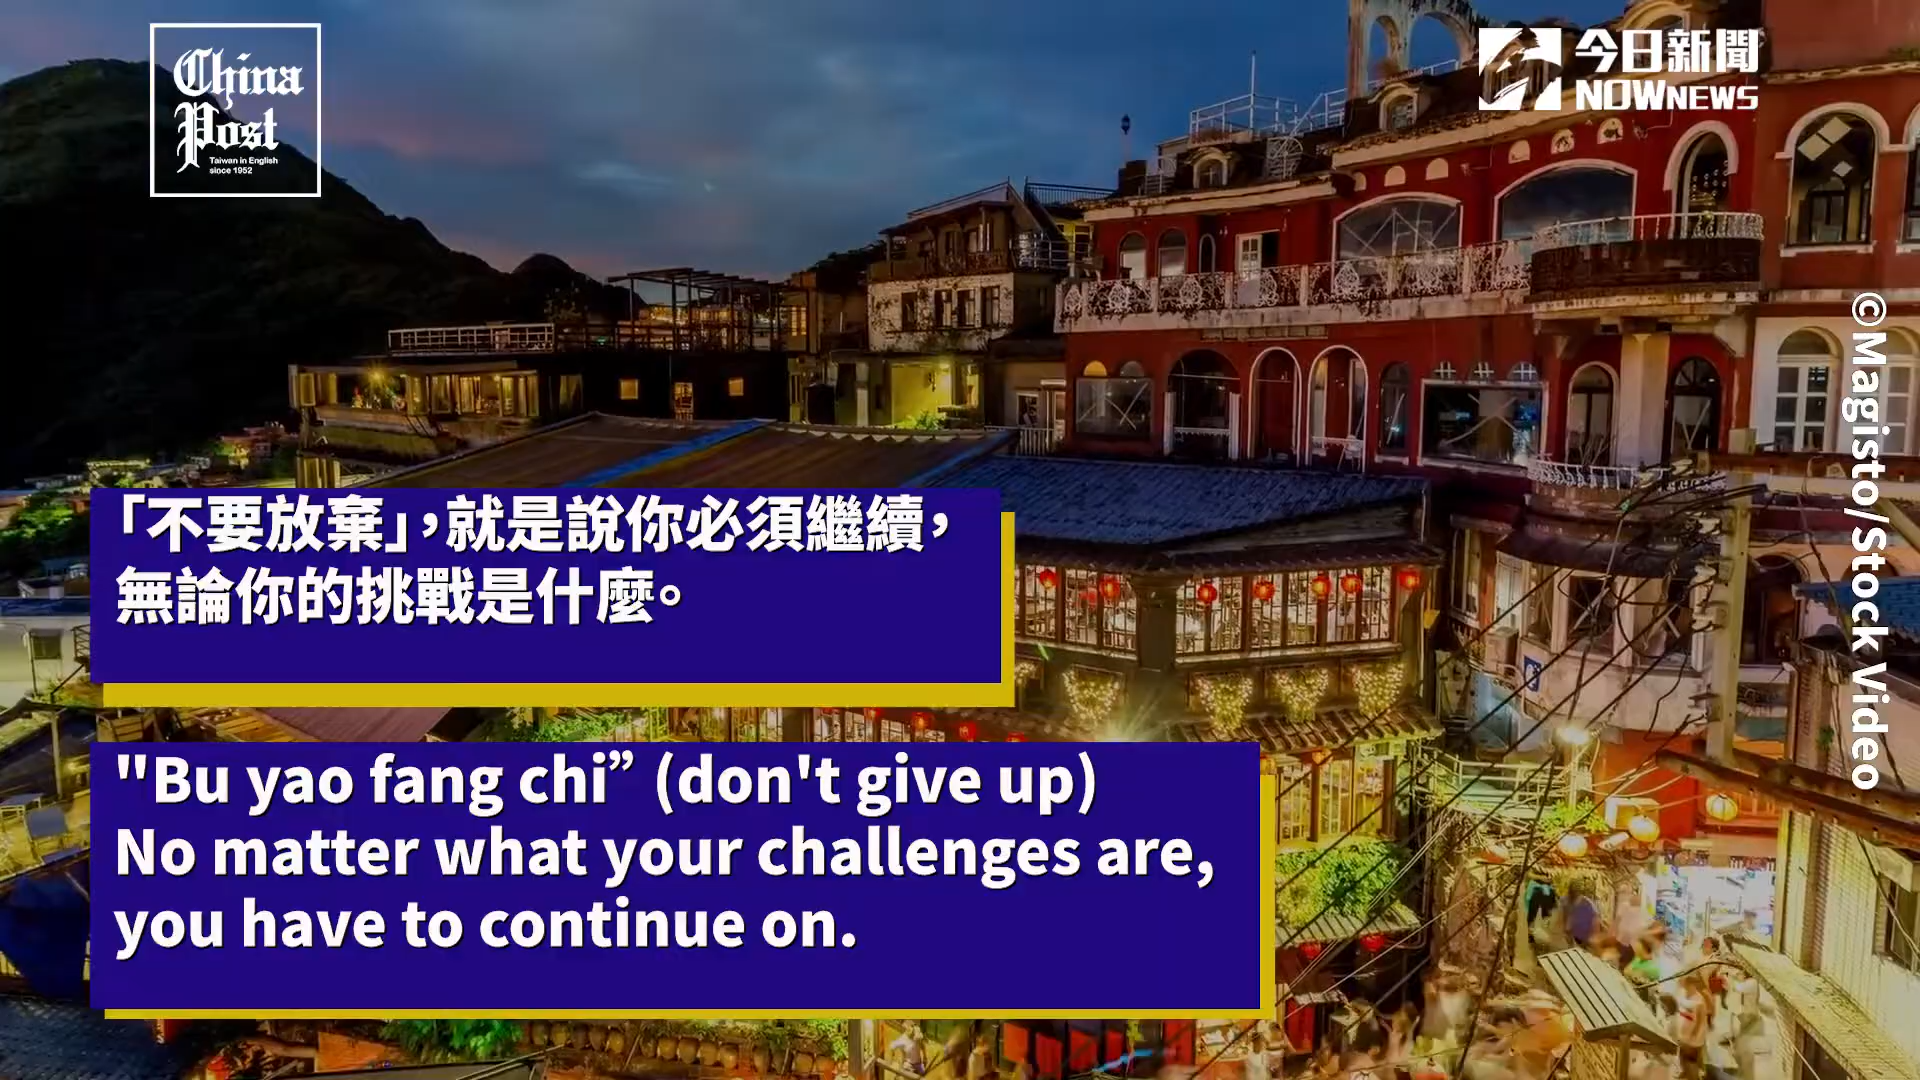 China
Post
Taiwan in English
since 1952
今日新聞
NOWNEWS
©Magisto/Stock Video
「不要放棄」，就是說你必須繼續，
無論你的挑戰是什麼。
"Bu yao fang chi” (don't give up)
No matter what your challenges are,
you have to continue on.